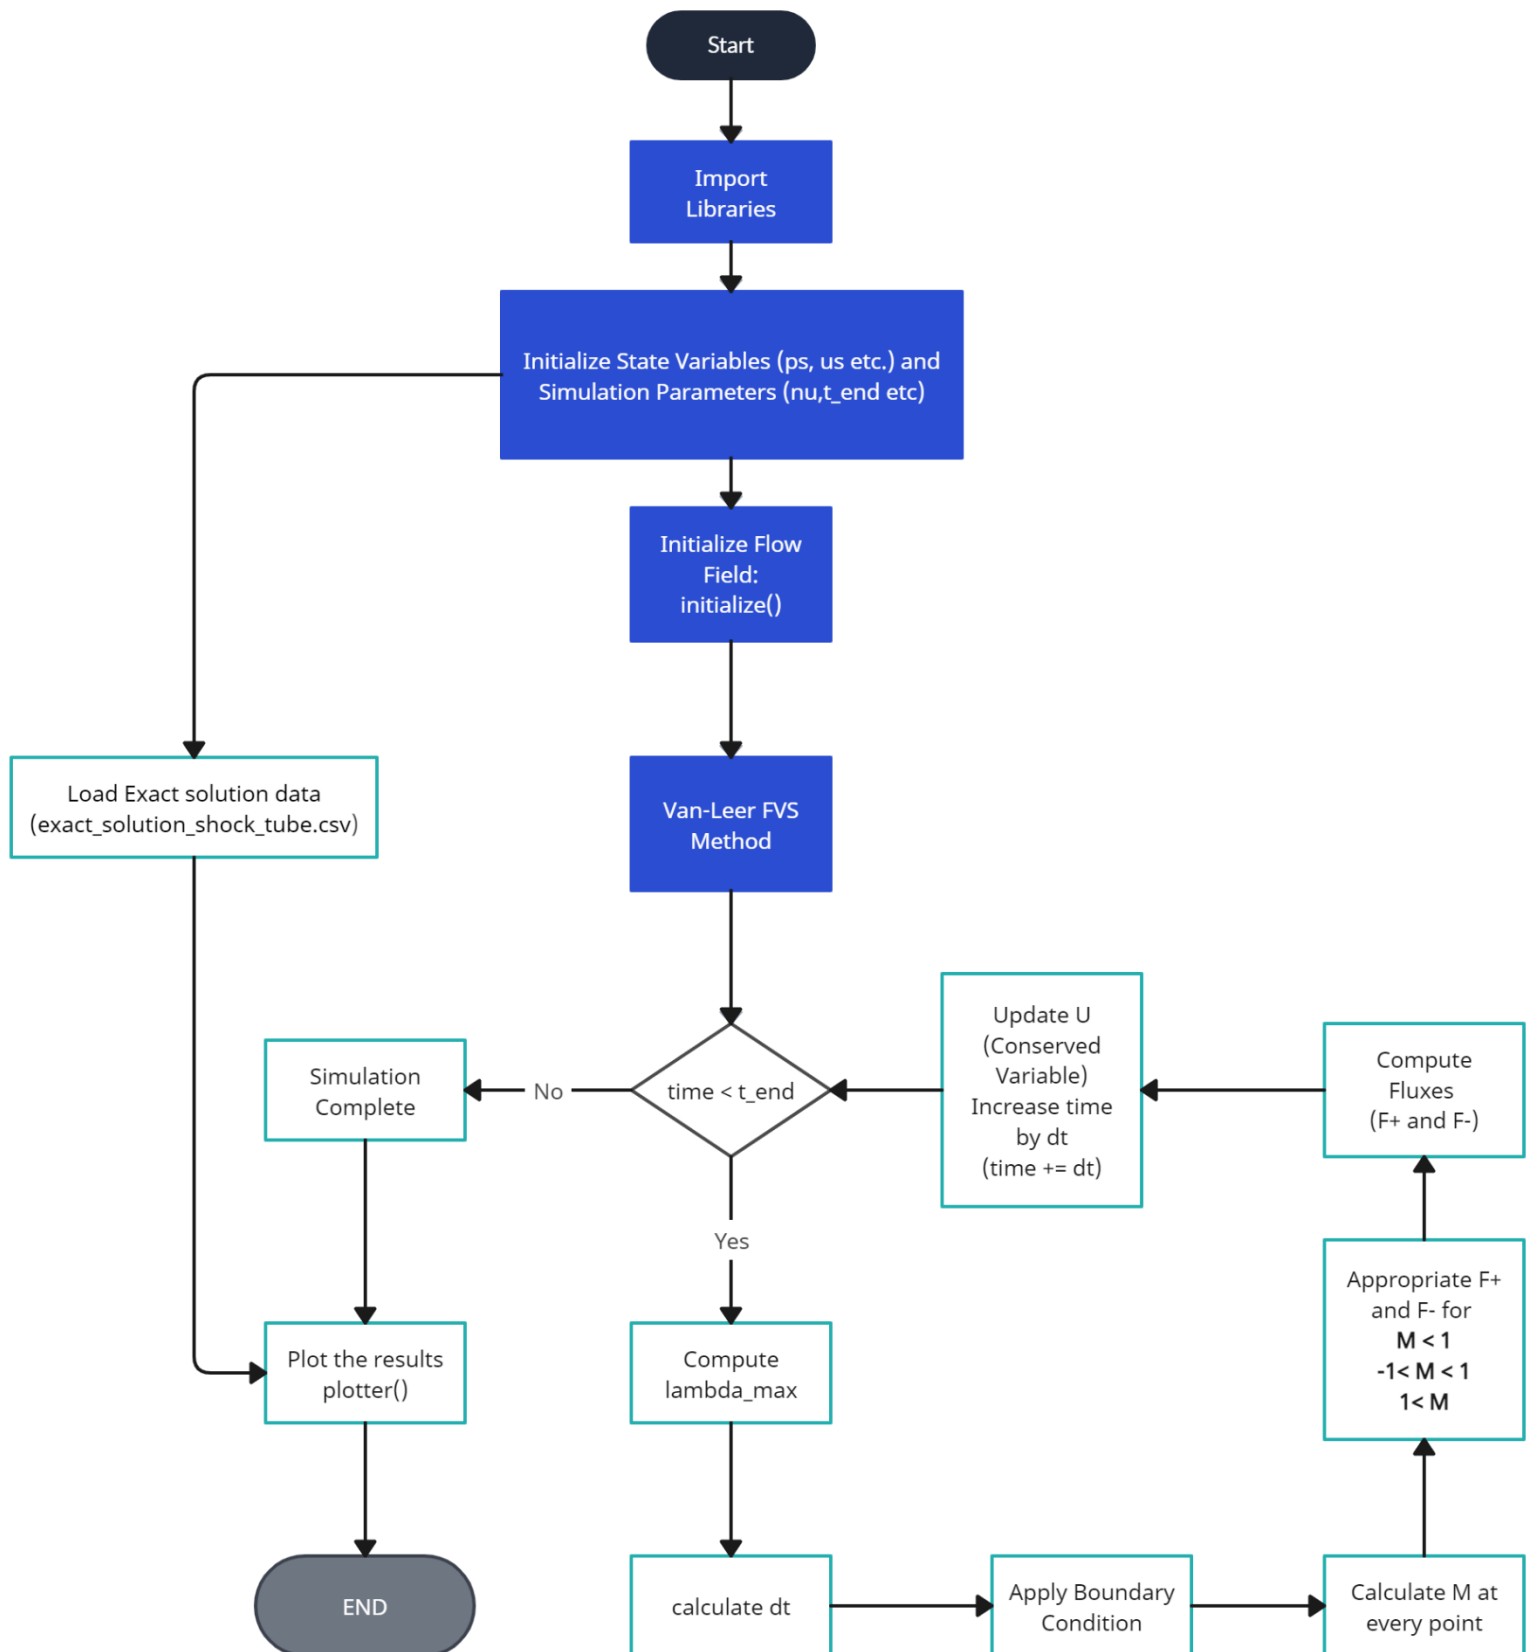 Start
Import
Libraries
Initialize State Variables (ps, us etc.) and
Simulation Parameters (nu,t_end etc)
Initialize Flow
Field:
initialize()
Load Exact solution data
(exact_solution_shock_tube.csv)
Van-Leer FVS
Method
time < t_end
No
Simulation
Complete
Yes
Plot the results
plotter()
END
Compute
lambda_max
calculate dt
Apply Boundary
Condition
Calculate M at
every point
Appropriate F+
and F- for
M < 1
-1< M < 1
1< M
Compute
Fluxes
(F+ and F-)
Update U
(Conserved
Variable)
Increase time
by dt
(time += dt)